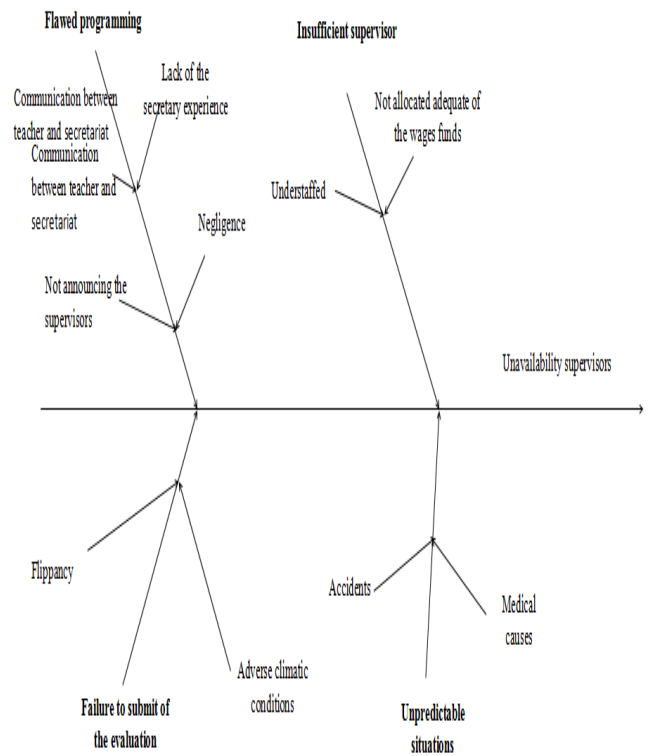 Flawed programming
Insufficient supervisor
Lack of the
secretary experience
Communication between
teacher and secretariat
Communication
between teacher and
secretariat
Not allocated adequate of
the wages funds
Understaffed
Negligence
Not announcing the
supervisors
Unavailability supervisors
Flippancy
Accidents
Medical
causes
Adverse climatic
conditions
Failure to submit of
the evaluation
Unpredictable
situations